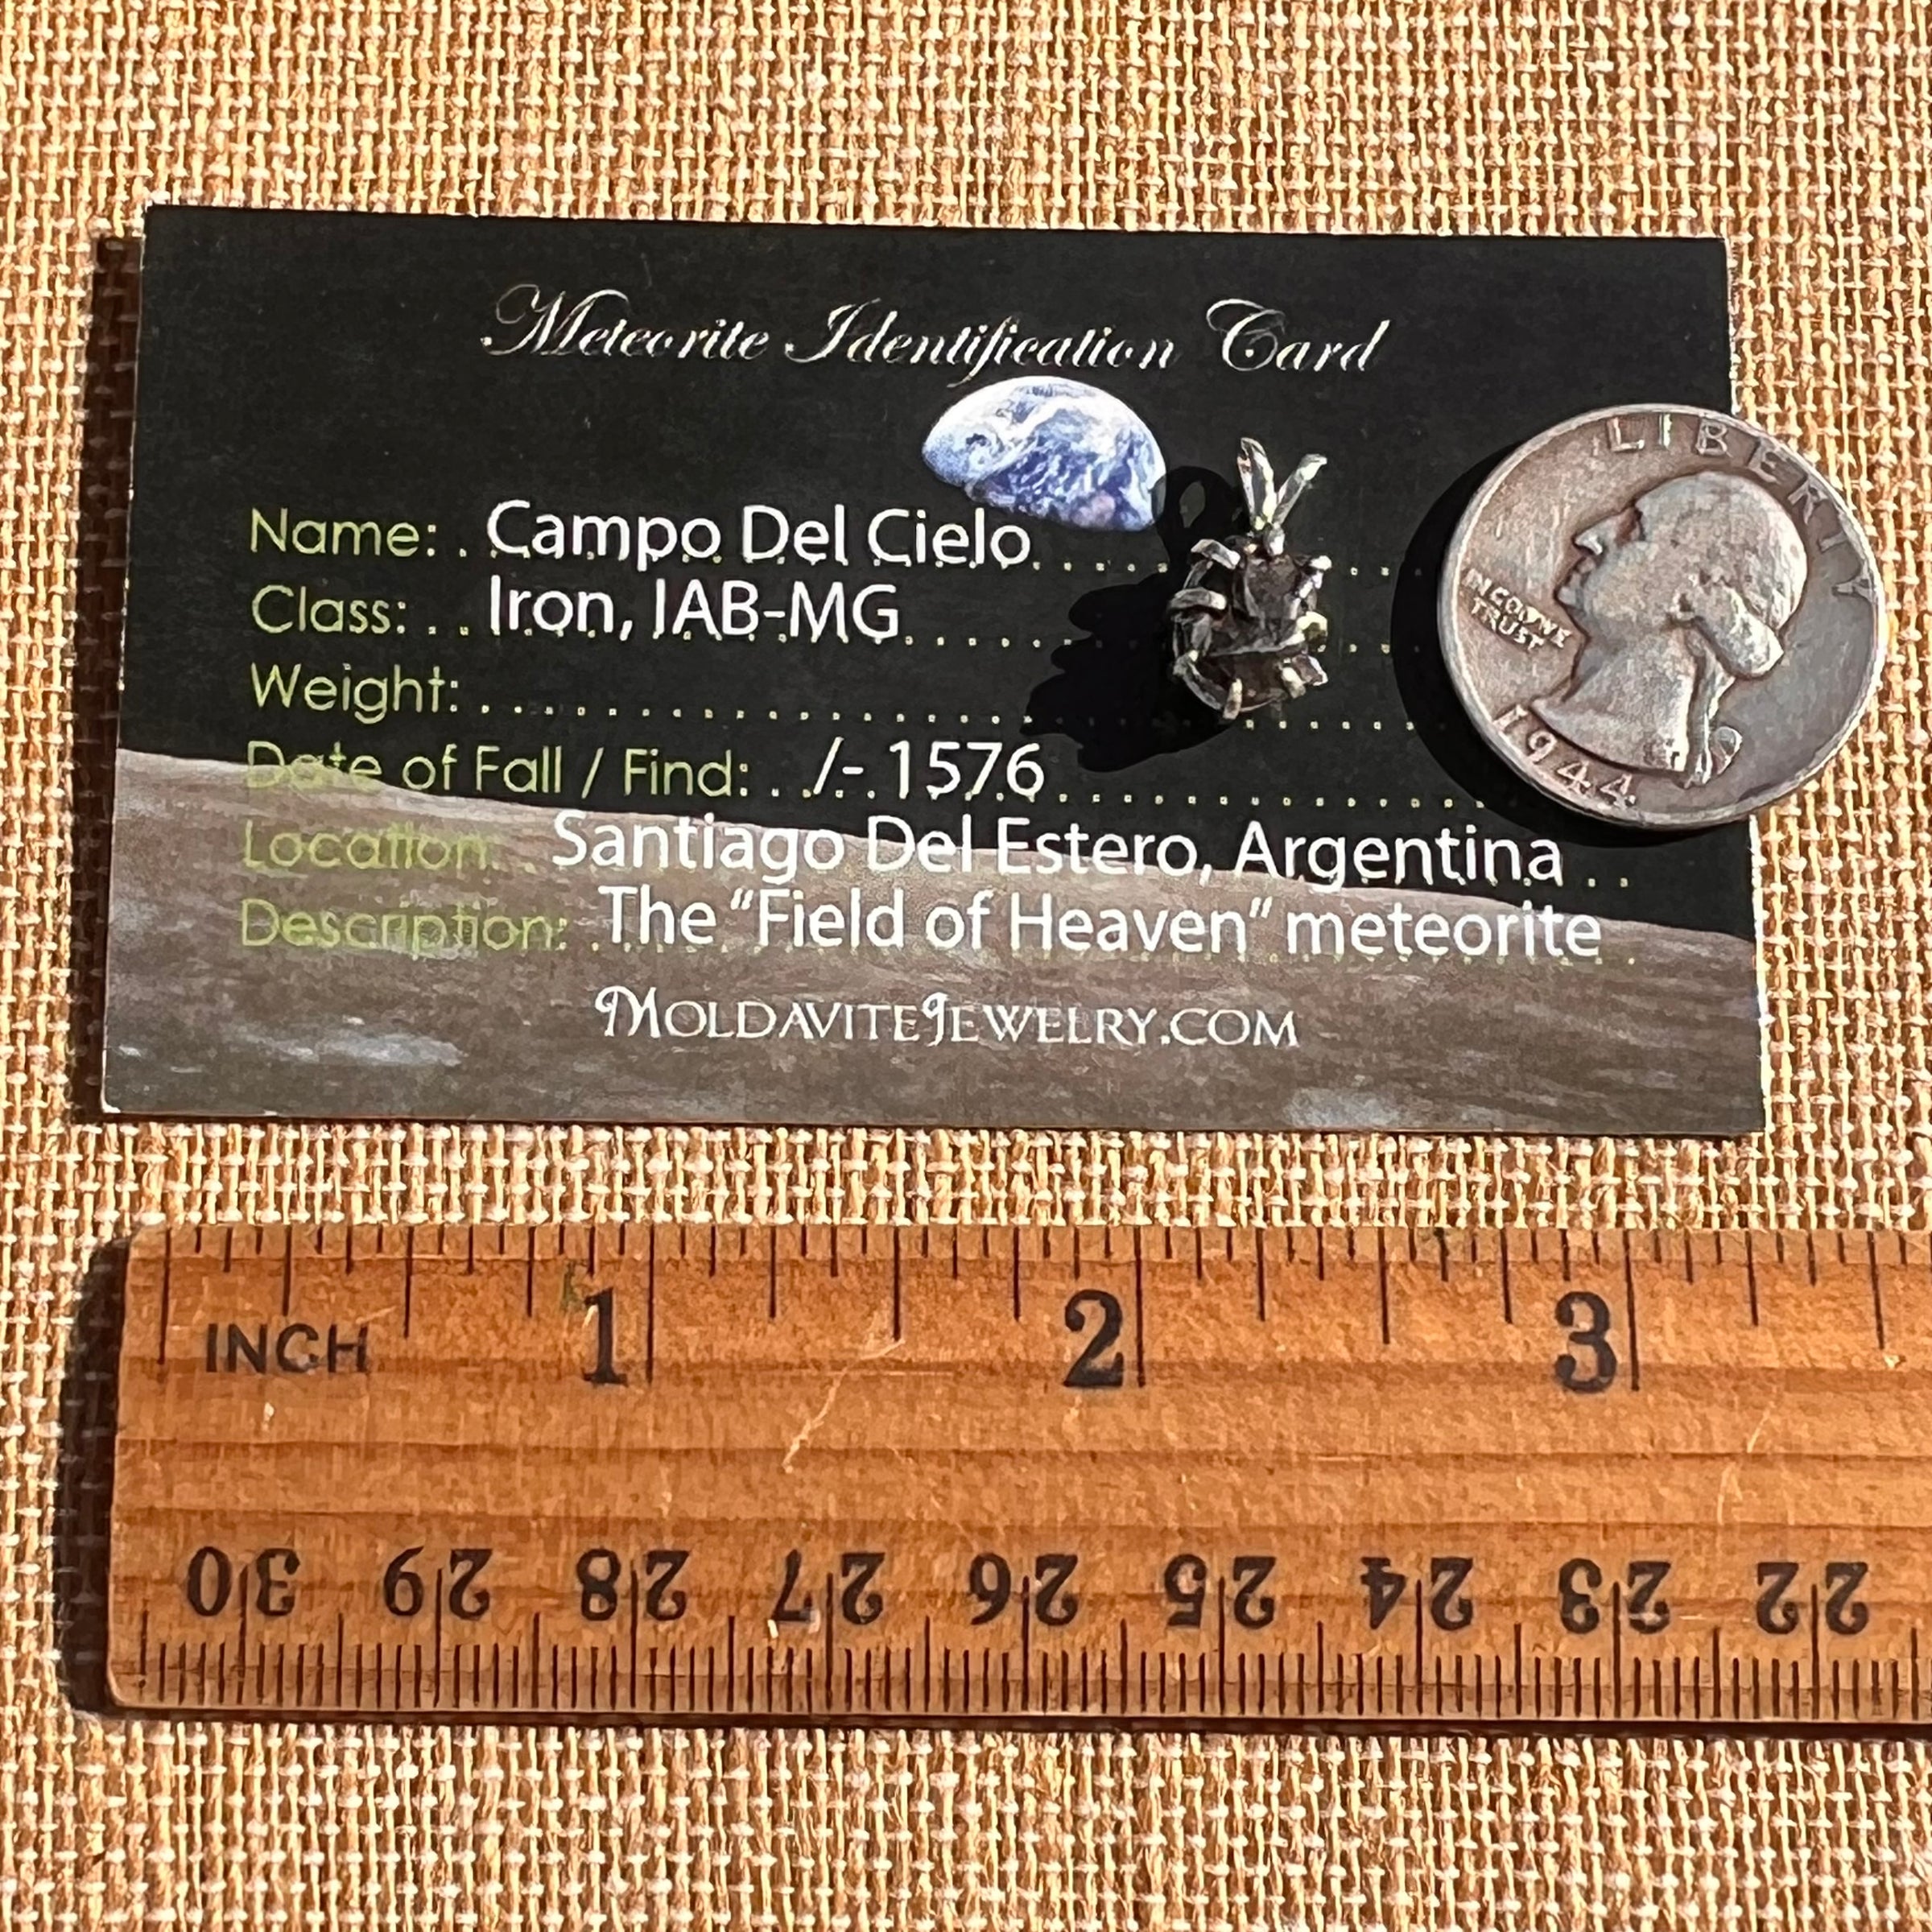 Meteorite Identification Card
Name: . Campo Del Cielo
Class: . . Iron, IAB-MG
Weight:
Date of Fall / Find: . ./-.1576
Location: . . Santiago Del Estero, Argentina . .
Description: The "Field of Heaven" meteorite
MoldaviteJewelry.com
LIBERTY
IN GOD WE
TRUST
1944
INCH 1 2 3
30 29 28 27 26 25 24 23 22